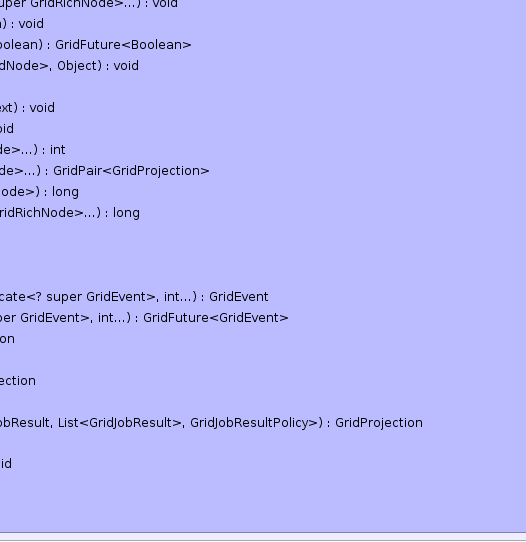 super GridRichNode>...) : void
) : void
oolean) : GridFuture<Boolean>
dNode>, Object) : void
ext) : void
oid
de>...) : int
de>...) : GridPair<GridProjection>
ode>) : long
ridRichNode>...) : long
cate<? super GridEvent>, int...) : GridEvent
per GridEvent>, int...) : GridFuture<GridEvent>
on
ection
obResult, List<GridJobResult>, GridJobResultPolicy>) : GridProjection
id